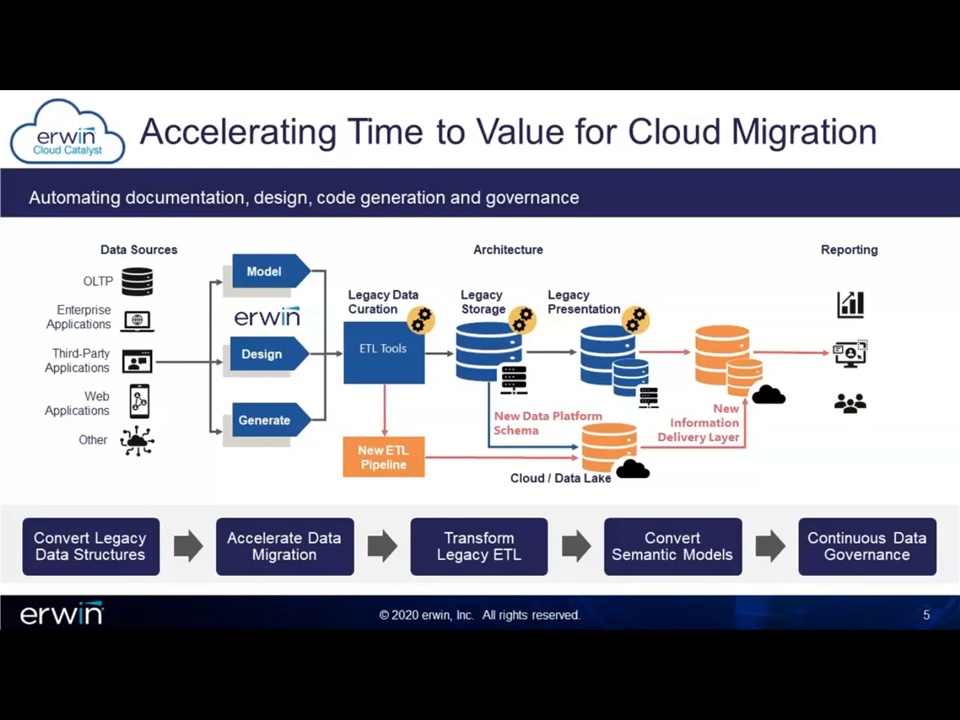 erwin
Cloud Catalyst
Accelerating Time to Value for Cloud Migration
Automating documentation, design, code generation and governance
Data Sources
Architecture
Reporting
OLTP
Enterprise
Applications
Third-Party
Applications
Web
Applications
Other
Model
erwin
Design
Generate
Legacy Data
Curation
ETL Tools
Legacy
Storage
Legacy
Presentation
New ETL
Pipeline
New Data Platform
Schema
New
Information
Delivery Layer
Cloud / Data Lake
Convert Legacy
Data Structures
Accelerate Data
Migration
Transform
Legacy ETL
Convert
Semantic Models
Continuous Data
Governance
erwin
© 2020 erwin, Inc. All rights reserved.
5